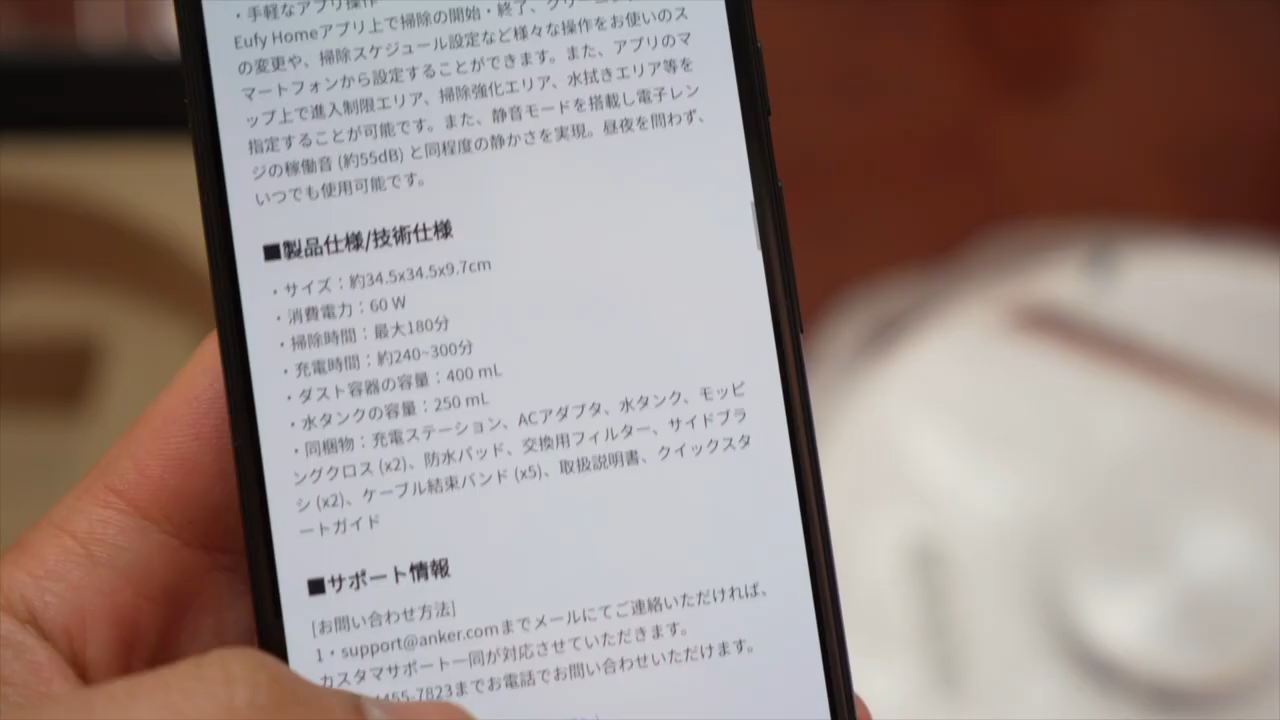 ・手軽なアプリ操作
Eufy Homeアプリ上で掃除の開始・終了、クリーニング
の変更や、掃除スケジュール設定など様々な操作をお使いのス
マートフォンから設定することができます。また、アプリのマ
ップ上で進入制限エリア、掃除強化エリア、水拭きエリア等を
指定することが可能です。また、静音モードを搭載し電子レン
ジの稼働音 (約55dB) と同程度の静かさを実現。昼夜を問わず、
いつでも使用可能です。
■製品仕様/技術仕様
・サイズ：約34.5x34.5x9.7cm
・消費電力：60 W
・掃除時間：最大180分
・充電時間：約240~300分
・ダスト容器の容量：400 mL
・水タンクの容量：250 mL
・同梱物：充電ステーション、ACアダプタ、水タンク、モッピ
ングクロス (x2)、防水パッド、交換用フィルター、サイドブラ
シ (x2)、ケーブル結束バンド (x5)、取扱説明書、クイックスタ
ートガイド
■サポート情報
[お問い合わせ方法]
1・support@anker.comまでメールにてご連絡いただければ、
カスタマサポート一同が対応させていただきます。
4455-7823までお電話でお問い合わせいただけます。